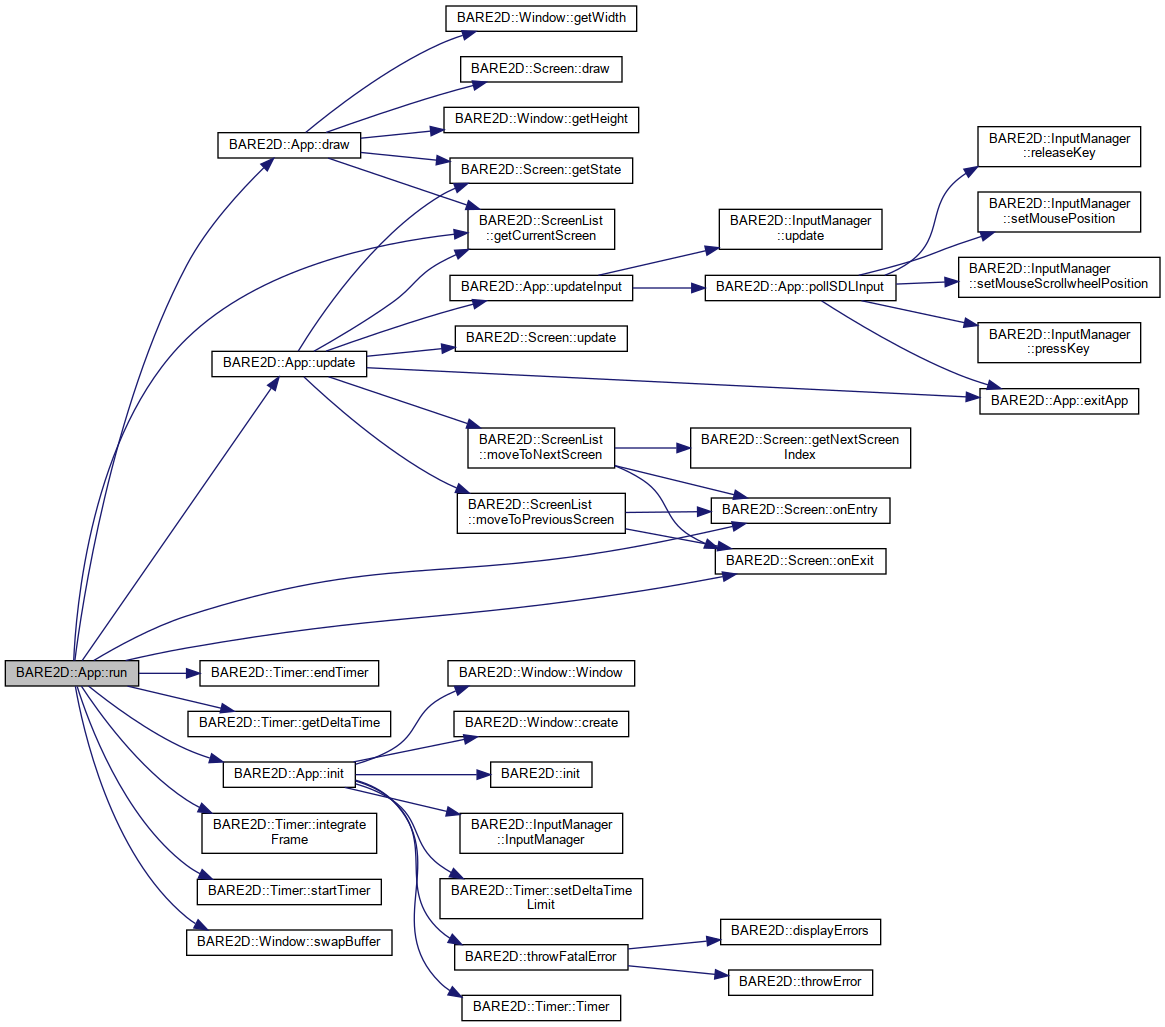 BARE2D::Window::getWidth
BARE2D::Screen::draw
BARE2D::Window::getHeight
BARE2D::App::draw
BARE2D::Screen::getState
BARE2D::ScreenList
::getCurrentScreen
BARE2D::InputManager
::releaseKey
BARE2D::InputManager
::setMousePosition
BARE2D::InputManager
::update
BARE2D::InputManager
::setMouseScrollwheelPosition
BARE2D::App::updateInput
BARE2D::App::pollSDLInput
BARE2D::InputManager
::pressKey
BARE2D::Screen::update
BARE2D::App::update
BARE2D::App::exitApp
BARE2D::ScreenList
::moveToNextScreen
BARE2D::Screen::getNextScreen
Index
BARE2D::ScreenList
::moveToPreviousScreen
BARE2D::Screen::onEntry
BARE2D::Screen::onExit
BARE2D::App::run
BARE2D::Timer::endTimer
BARE2D::Window::Window
BARE2D::Timer::getDeltaTime
BARE2D::Window::create
BARE2D::App::init
BARE2D::init
BARE2D::Timer::integrate
Frame
BARE2D::InputManager
::InputManager
BARE2D::Timer::startTimer
BARE2D::Timer::setDeltaTime
Limit
BARE2D::Window::swapBuffer
BARE2D::throwFatalError
BARE2D::displayErrors
BARE2D::throwError
BARE2D::Timer::Timer